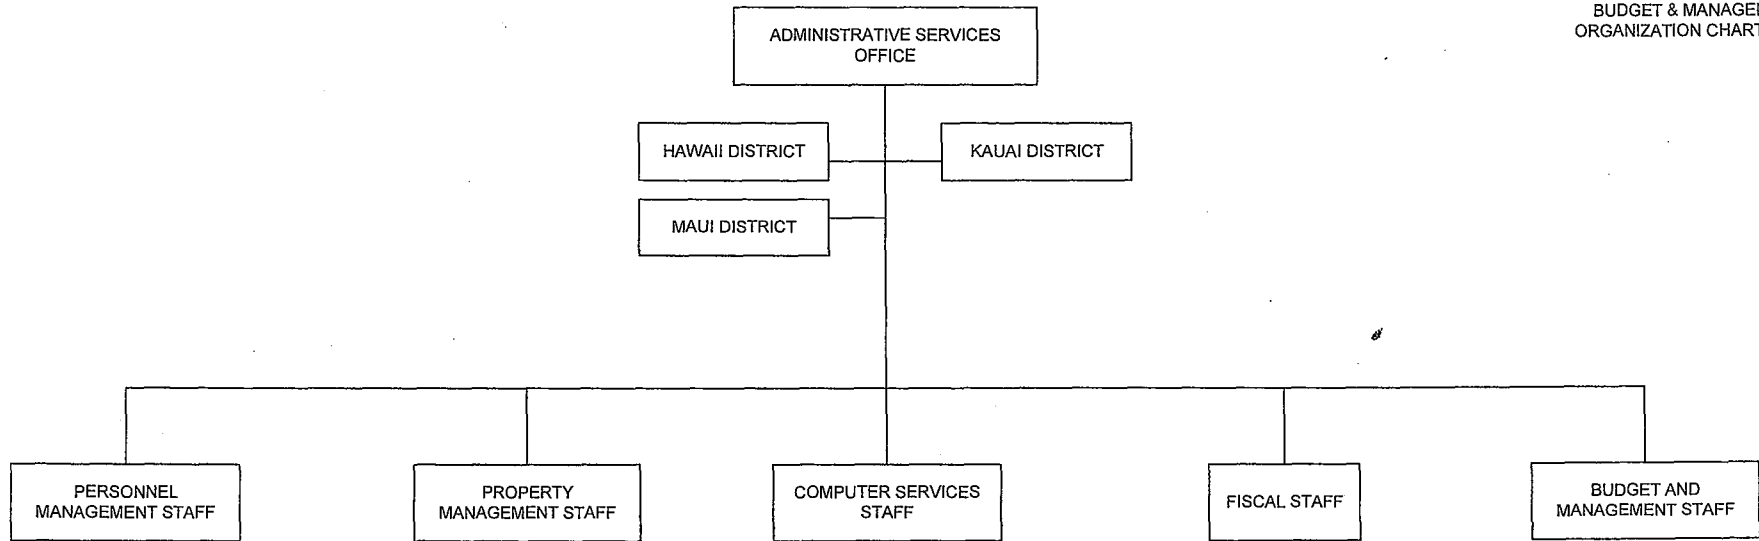 BUDGET & MANAGE
ORGANIZATION CHART
ADMINISTRATIVE SERVICES
OFFICE
HAWAII DISTRICT
KAUAI DISTRICT
MAUI DISTRICT
PERSONNEL
MANAGEMENT STAFF
PROPERTY
MANAGEMENT STAFF
COMPUTER SERVICES
STAFF
FISCAL STAFF
BUDGET AND
MANAGEMENT STAFF